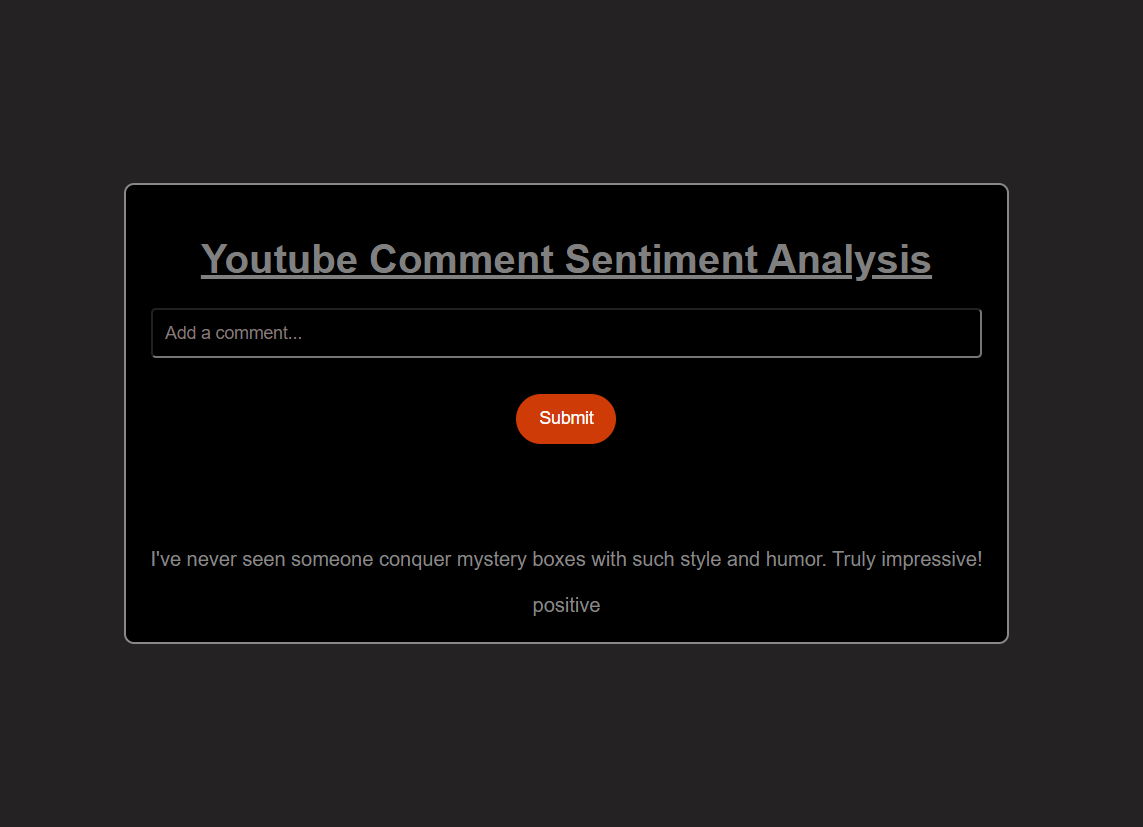 Youtube Comment Sentiment Analysis
Add a comment...
Submit
I've never seen someone conquer mystery boxes with such style and humor. Truly impressive!
positive